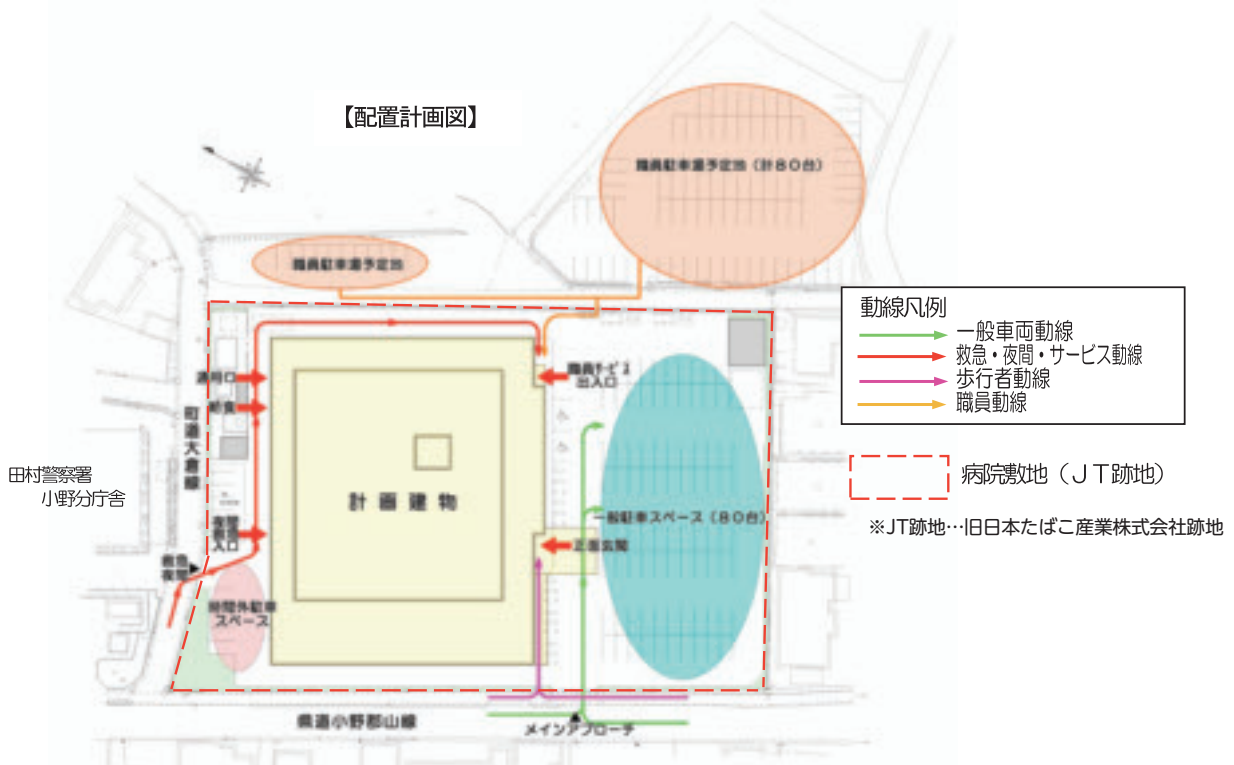 【配置計画図】
職員駐車場予定地（計８０台）
職員駐車場予定地
動線凡例
一般車両動線
救急・夜間・サービス動線
歩行者動線
職員動線
病院敷地（ＪＴ跡地）
※JT跡地…旧日本たばこ産業株式会社跡地
通用口
給食
職員ｻｰﾋﾞｽ
出入口
町道大倉線
田村警察署
小野分庁舎
計画建物
一般駐車スペース（８０台）
夜間
救急
入口
正面玄関
救急
夜間
時間外駐車
スペース
県道小野郡山線
メインアプローチ